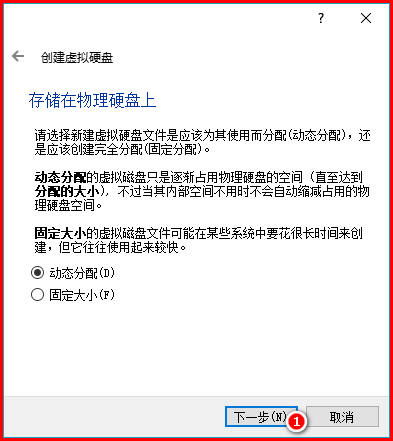 ?
创建虚拟硬盘
存储在物理硬盘上
请选择新建虚拟硬盘文件是应该为其使用而分配(动态分配)，还
是应该创建完全分配(固定分配)。
动态分配的虚拟磁盘只是逐渐占用物理硬盘的空间（直至达到
分配的大小），不过当其内部空间不用时不会自动缩减占用的物
理硬盘空间。
固定大小的虚拟磁盘文件可能在某些系统中要花很长时间来创
建，但它往往使用起来较快。
动态分配(D)
固定大小(F)
下一步(N) 1 取消